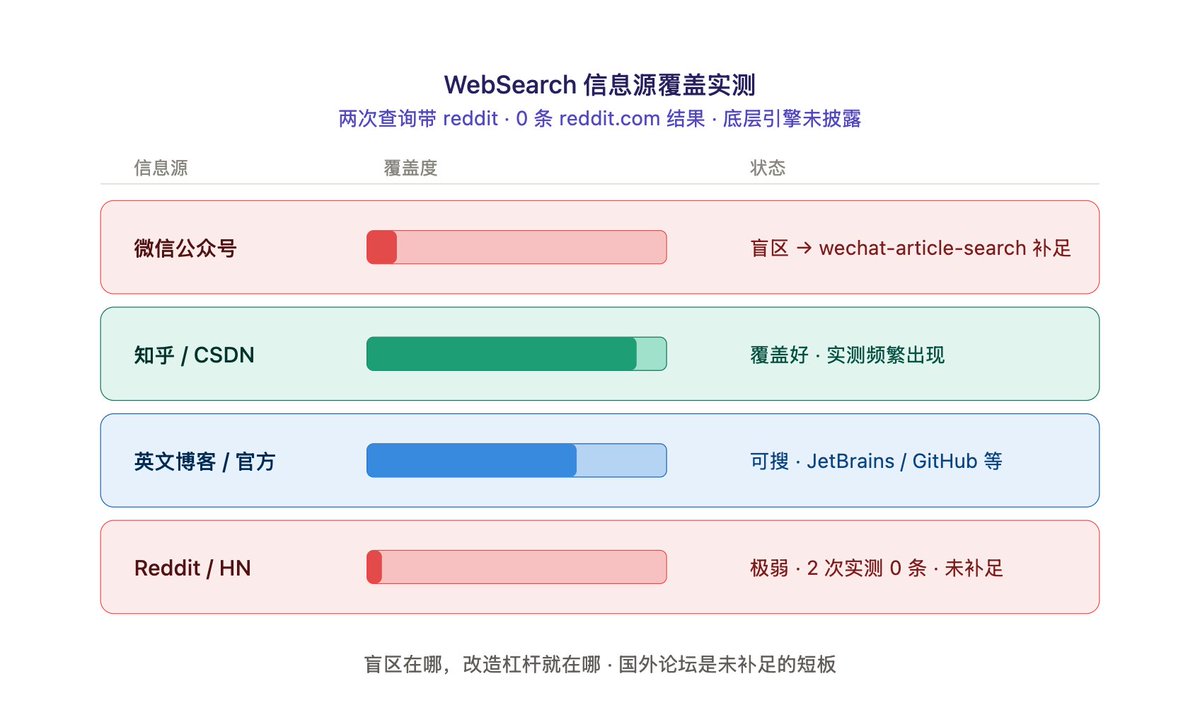 WebSearch 信息源覆盖实测
两次查询带 reddit · 0 条 reddit.com 结果 · 底层引擎未披露
信息源 覆盖度 状态
微信公众号 盲区 → wechat-article-search 补足
知乎 / CSDN 覆盖好 · 实测频繁出现
英文博客 / 官方 可搜 · JetBrains / GitHub 等
Reddit / HN 极弱 · 2 次实测 0 条 · 未补足
盲区在哪，改造杠杆就在哪 · 国外论坛是未补足的短板